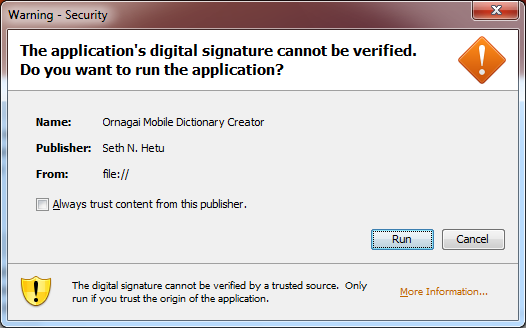 Warning - Security
The application's digital signature cannot be verified.
Do you want to run the application?
Name: Ornagai Mobile Dictionary Creator
Publisher: Seth N. Hetu
From: file://
Always trust content from this publisher.
Run Cancel
The digital signature cannot be verified by a trusted source. Only
run if you trust the origin of the application.
More Information...